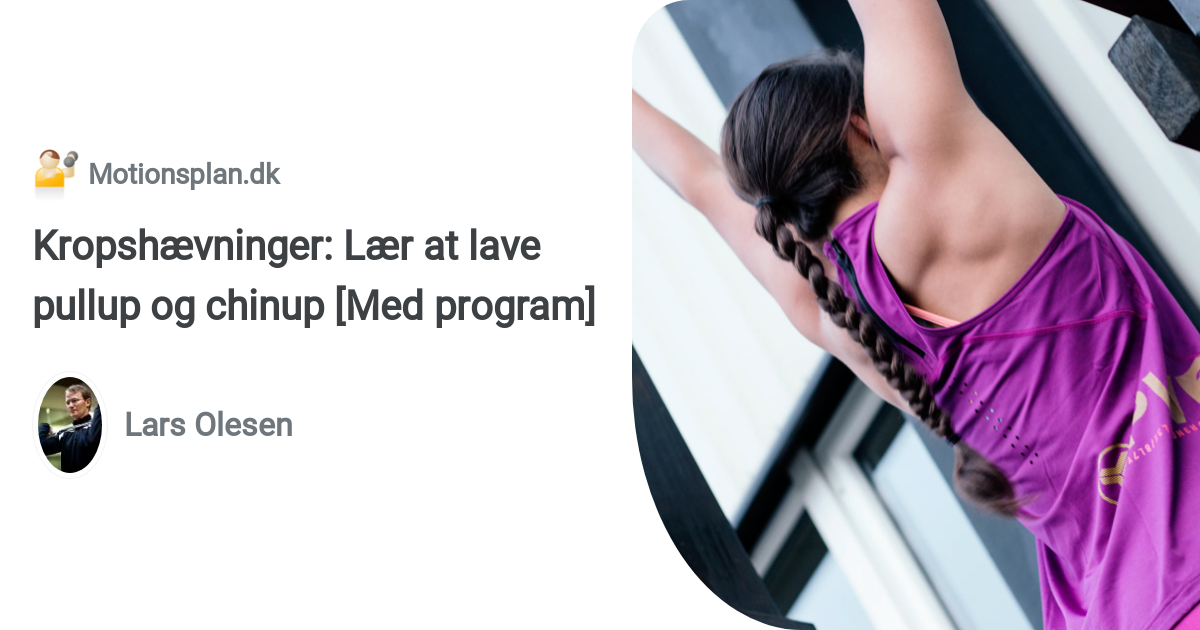 Motionsplan.dk
Kropshævninger: Lær at lave
pullup og chinup [Med program]
Lars Olesen